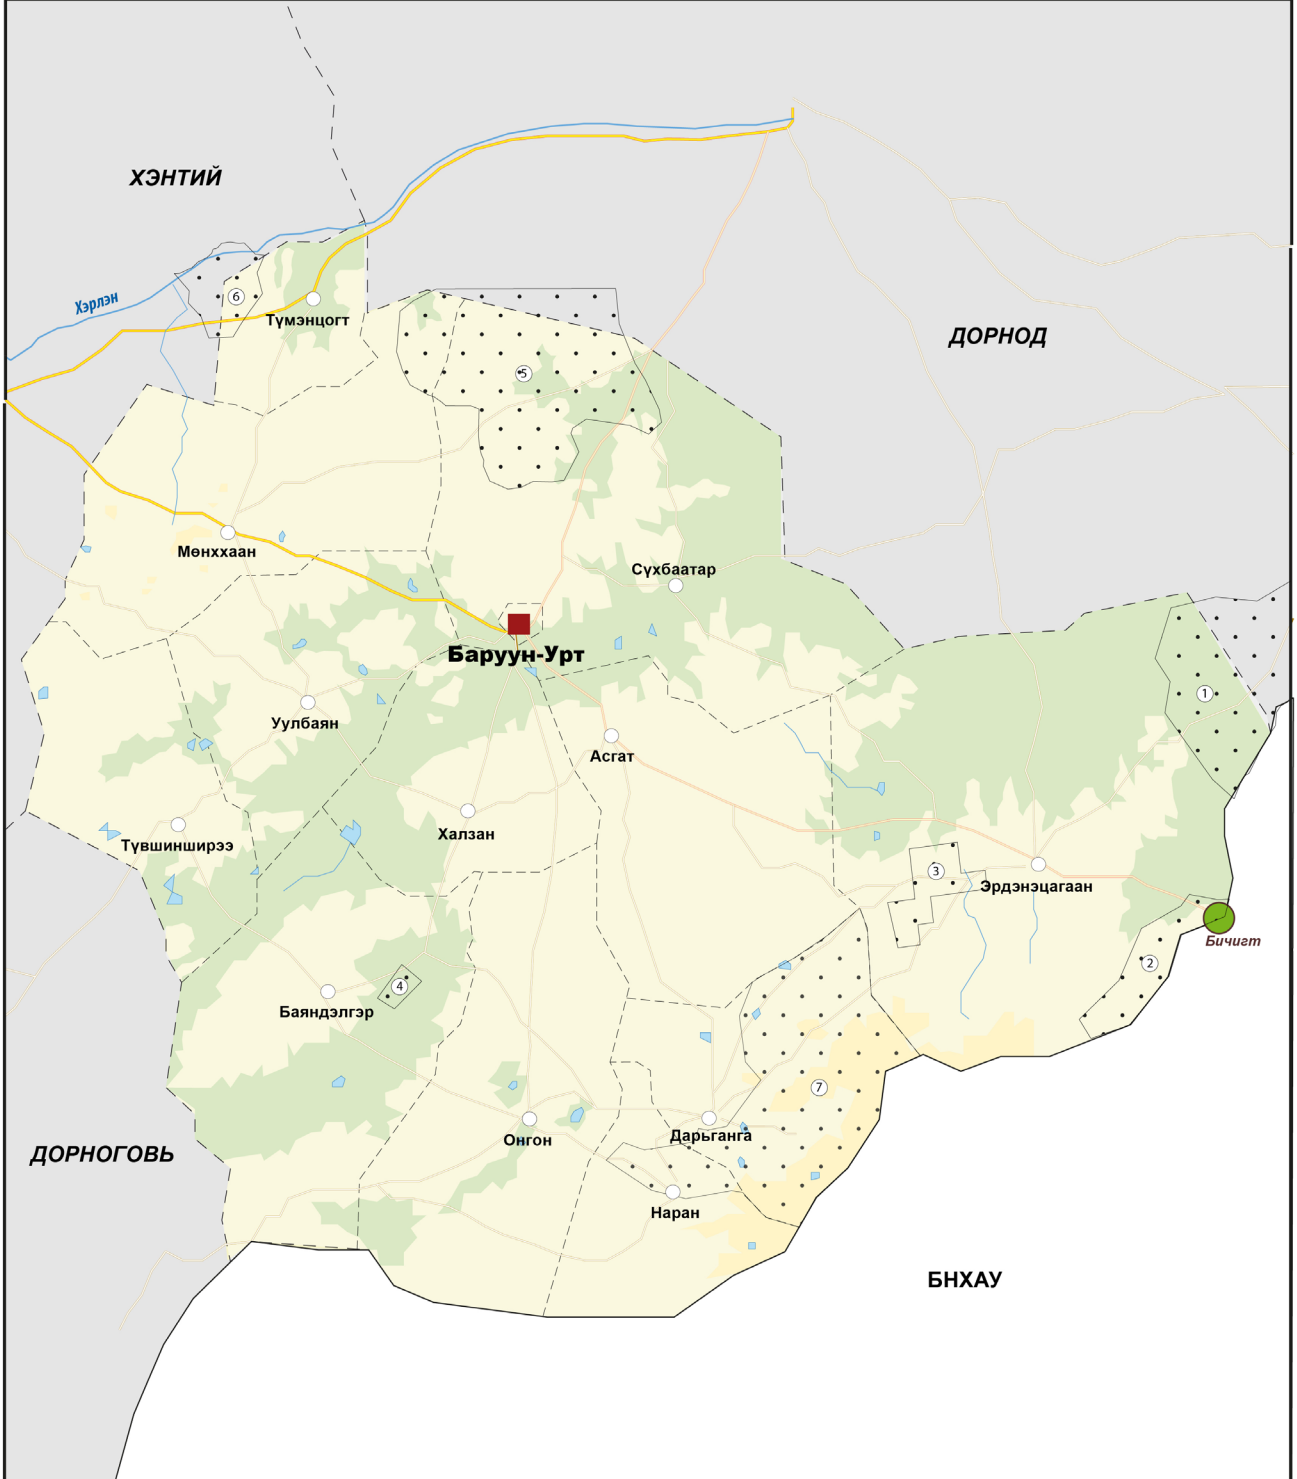 ХЭНТИЙ
Хэрлэн
6
Түмэнцогт
ДОРНОД
5
Мөнххаан
Сүхбаатар
Баруун-Урт
1
Уулбаян
Асгат
Халзан
Түвшинширээ
3
Эрдэнэцагаан
Бичигт
2
4
Баяндэлгэр
7
Онгон
Дарьганга
ДОРНОГОВЬ
Наран
БНХАУ